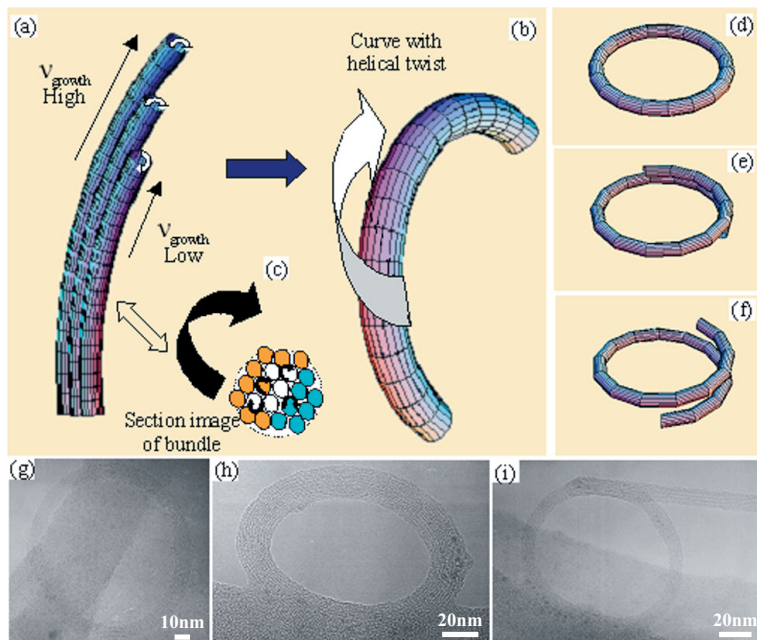 (a)
ν growth
High
ν growth
Low
Curve with
helical twist
(b)
(c)
Section image
of bundle
(d)
(e)
(f)
(g)
10nm
(h)
20nm
(i)
20nm